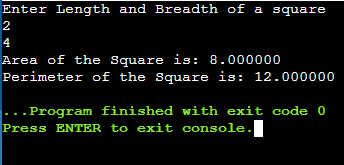 Enter Length and Breadth of a square
2
4
Area of the Square is: 8.000000
Perimeter of the Square is: 12.000000
...Program finished with exit code 0
Press ENTER to exit console.